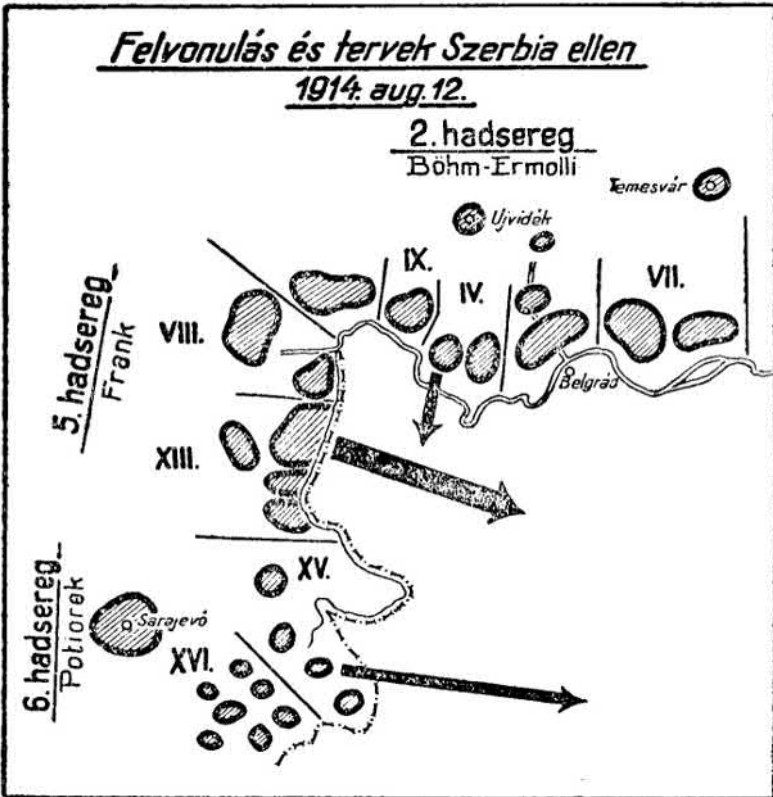 Felvonulás és tervek Szerbia ellen
1914. aug. 12.
2. hadsereg
Böhm-Ermolli
Temesvár
Ujvidék
IX.
IV.
VII.
VIII.
5. hadsereg
Frank
Belgrád
XIII.
XV.
6. hadsereg
Potiorek
Sarajevó
XVI.